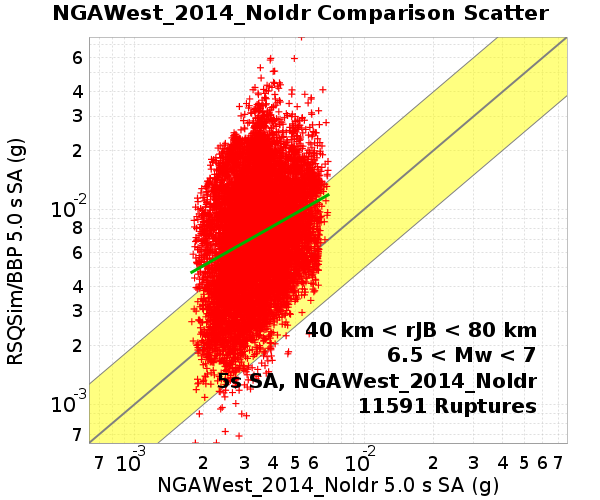 NGAWest_2014_NoIdr Comparison Scatter
6
4
3
2
10-2
8
6
4
3
2
10-3
7
RSQSim/BBP 5.0 s SA (g)
40 km < rJB < 80 km
6.5 < Mw < 7
5s SA, NGAWest_2014_NoIdr
11591 Ruptures
7 10-3 2 3 4 5 6 10-2 2 3 4 5 6 7
NGAWest_2014_NoIdr 5.0 s SA (g)